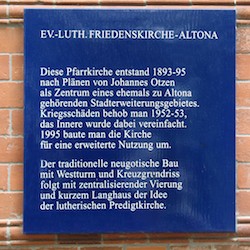 EV.-LUTH. FRIEDENSKIRCHE-ALTONA
Diese Pfarrkirche entstand 1893-95
nach Plänen von Johannes Otzen
als Zentrum eines ehemals zu Altona
gehörenden Stadterweiterungsgebietes.
Kriegsschäden behob man 1952-53,
das Innere wurde dabei vereinfacht.
1995 baute man die Kirche
für eine erweiterte Nutzung um.
Der traditionelle neugotische Bau
mit Westturm und Kreuzgrundriss
folgt mit zentralisierender Vierung
und kurzem Langhaus der Idee
der lutherischen Predigtkirche.